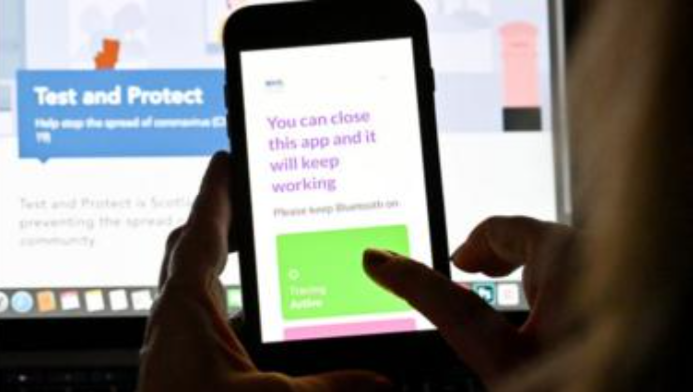 Test and Protect
Help stop the spread of coronavirus
19)
Test and Protect is
preventing the spread
community.
You can close
this app and it
will keep
working
Please keep Bluetooth on
Tracing
Active